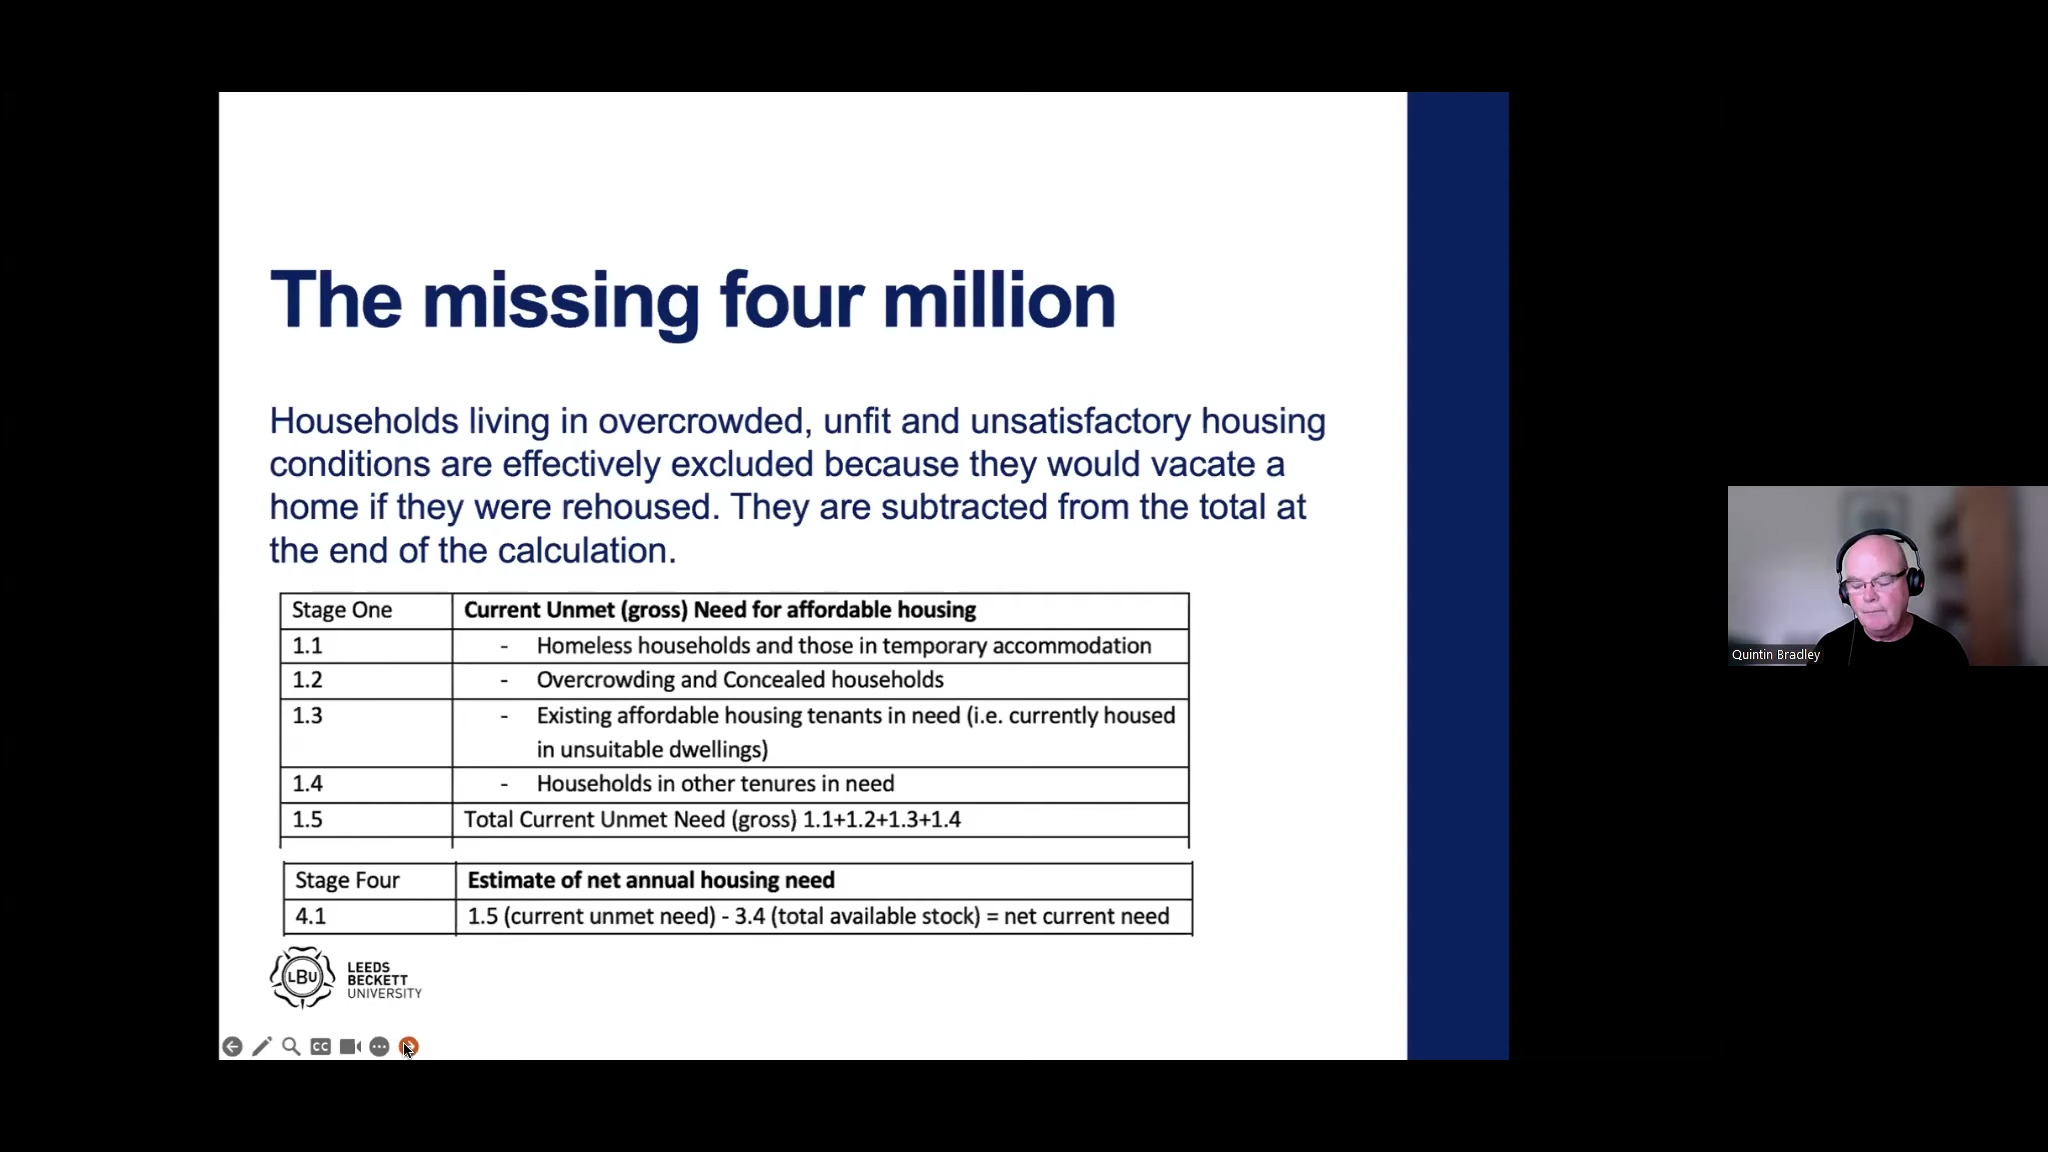 The missing four million
Households living in overcrowded, unfit and unsatisfactory housing
conditions are effectively excluded because they would vacate a
home if they were rehoused. They are subtracted from the total at
the end of the calculation.
Stage One Current Unmet (gross) Need for affordable housing
1.1 - Homeless households and those in temporary accommodation
1.2 - Overcrowding and Concealed households
1.3 - Existing affordable housing tenants in need (i.e. currently housed
in unsuitable dwellings)
1.4 - Households in other tenures in need
1.5 Total Current Unmet Need (gross) 1.1+1.2+1.3+1.4
Stage Four Estimate of net annual housing need
4.1 1.5 (current unmet need) - 3.4 (total available stock) = net current need
LBU
LEEDS
BECKETT
UNIVERSITY
CC
Quintin Bradley